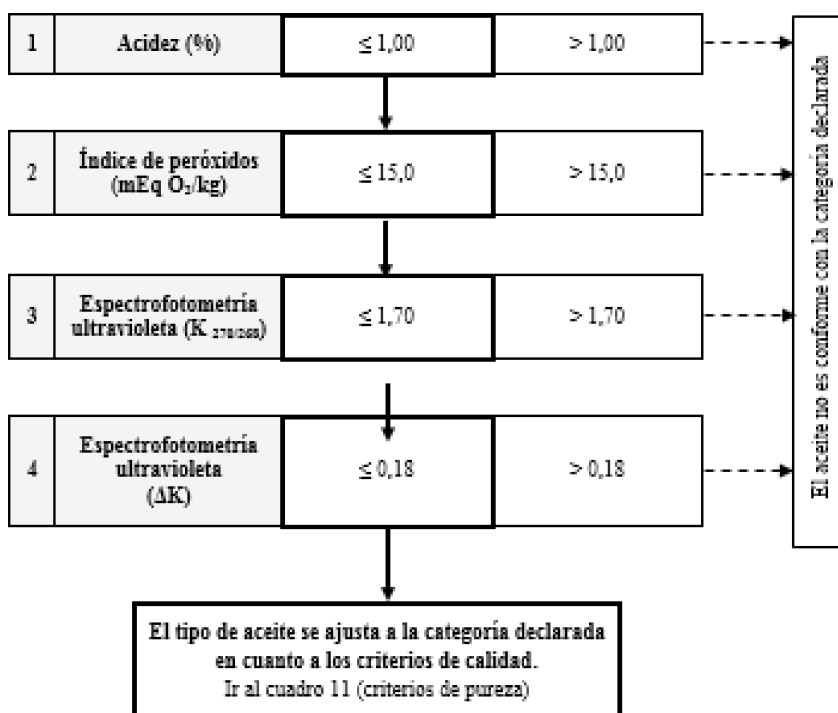 1 Acidez (%) ≤ 1,00 > 1,00
2 Índice de peróxidos
(mEq O₂/kg) ≤ 15,0 > 15,0
3 Espectrofotometría
ultravioleta (K 270/268) ≤ 1,70 > 1,70
4 Espectrofotometría
ultravioleta
(ΔK) ≤ 0,18 > 0,18
El aceite no es conforme con la categoría declarada
El tipo de aceite se ajusta a la categoría declarada
en cuanto a los criterios de calidad.
Ir al cuadro 11 (criterios de pureza)